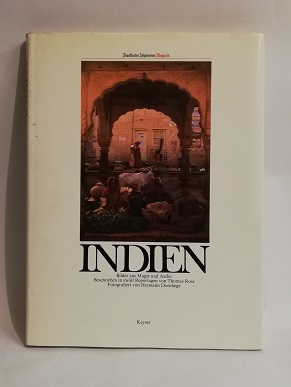 Frankfurter Allgemeine Magazin
INDIEN
Bilder aus Magie und Asche
Beschrieben in zwölf Reportagen von Thomas Ross
Fotografiert von Hermann Dornhege
Keyser